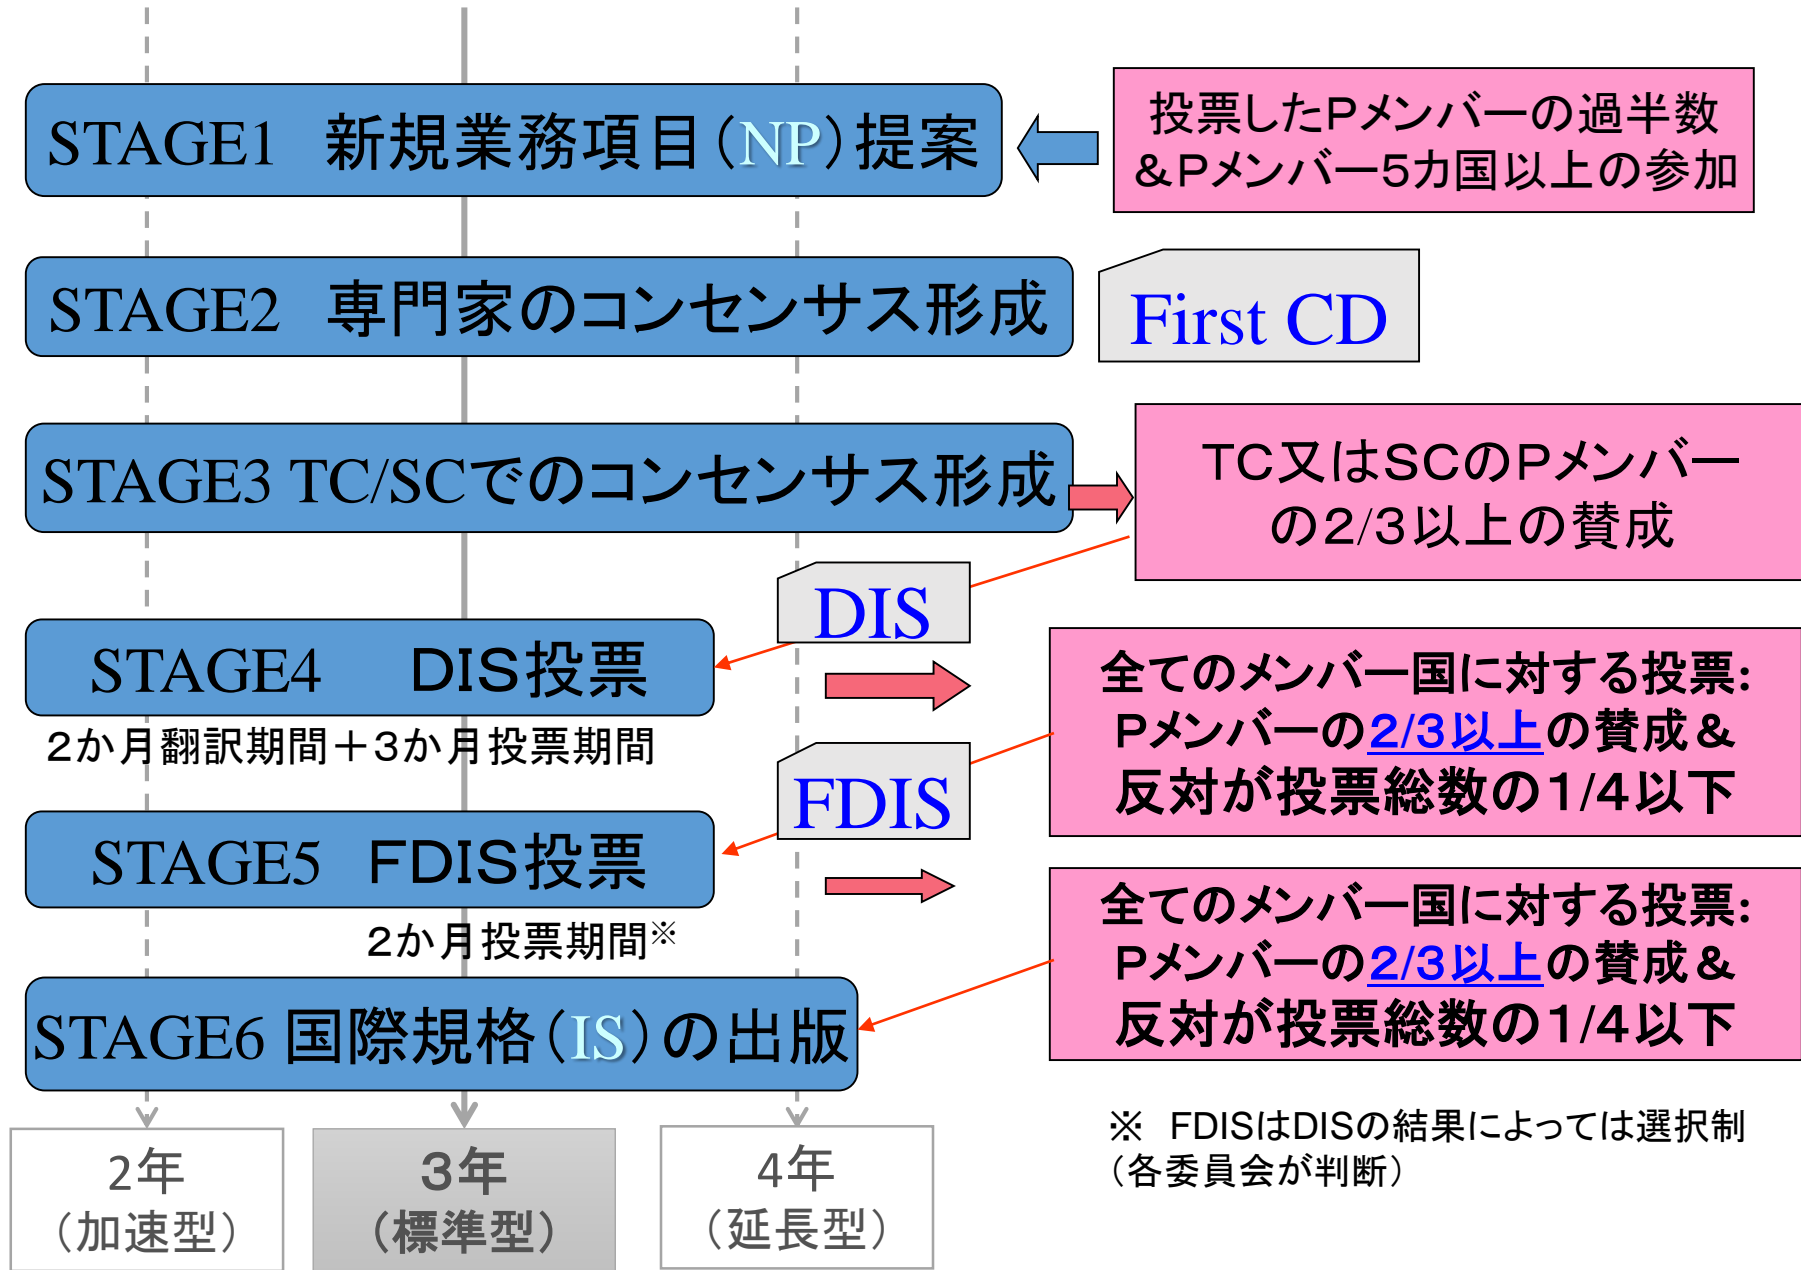 STAGE1 新規業務項目（NP）提案
投票したPメンバーの過半数
＆Pメンバー5カ国以上の参加
STAGE2 専門家のコンセンサス形成
First CD
STAGE3 TC/SCでのコンセンサス形成
TC又はSCのPメンバー
の2/3以上の賛成
DIS
STAGE4 DIS投票
2か月翻訳期間＋3か月投票期間
全てのメンバー国に対する投票:
Pメンバーの2/3以上の賛成＆
反対が投票総数の1/4以下
FDIS
STAGE5 FDIS投票
2か月投票期間※
全てのメンバー国に対する投票:
Pメンバーの2/3以上の賛成＆
反対が投票総数の1/4以下
STAGE6 国際規格（IS）の出版
※ FDISはDISの結果によっては選択制
（各委員会が判断）
2年
（加速型）
3年
（標準型）
4年
（延長型）